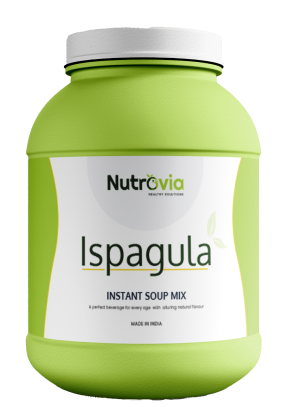 Nutrovia
HEALTHY SOLUTIONS
Ispagula
INSTANT SOUP MIX
A perfect beverage for every age with alluring natural flavour
MADE IN INDIA